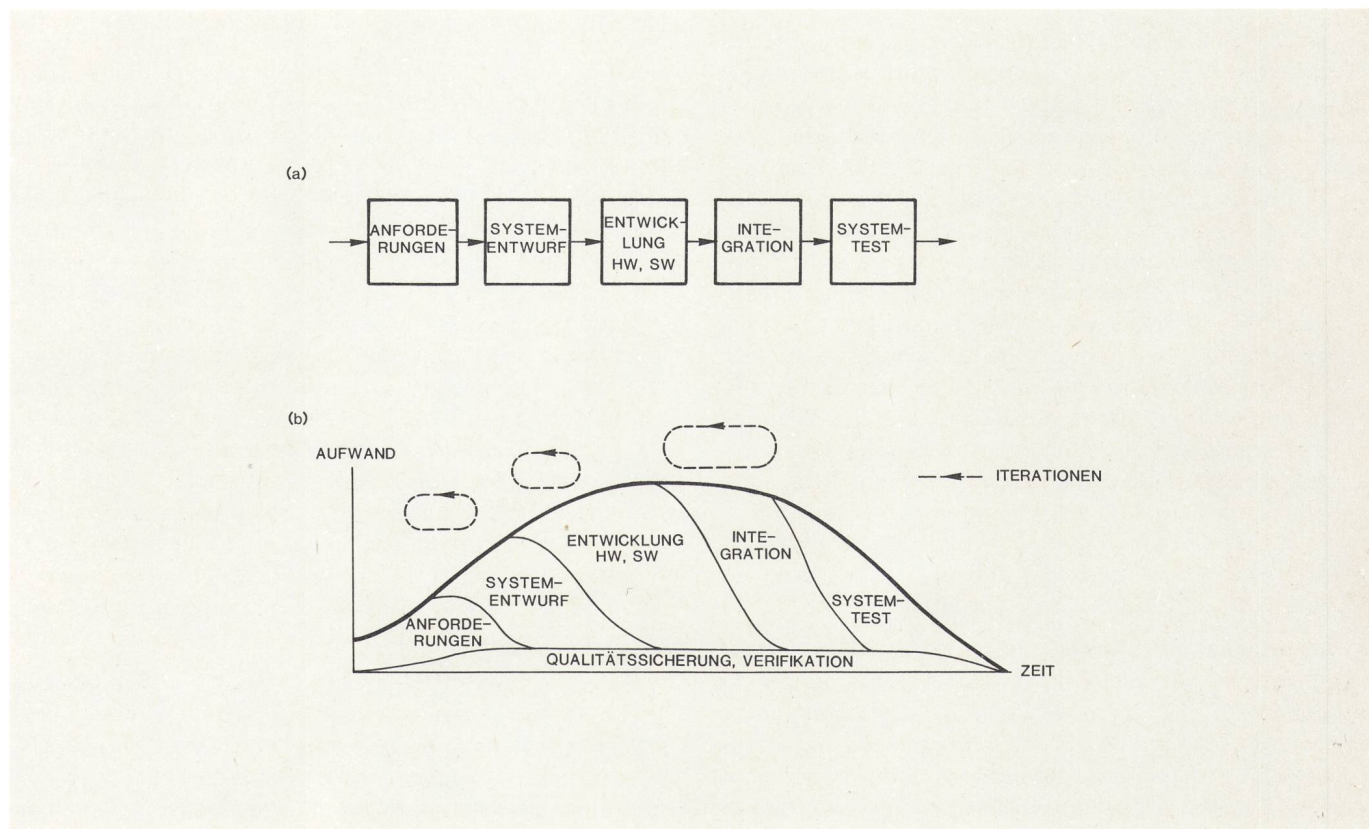 (a)
ANFORDE-
RUNGEN
SYSTEM-
ENTWURF
ENTWICK-
LUNG
HW, SW
INTE-
GRATION
SYSTEM-
TEST
(b)
AUFWAND
ITERATIONEN
ENTWICKLUNG
HW, SW
INTE-
GRATION
SYSTEM-
ENTWURF
SYSTEM-
TEST
ANFORDE-
RUNGEN
QUALITÄTSSICHERUNG, VERIFIKATION
ZEIT